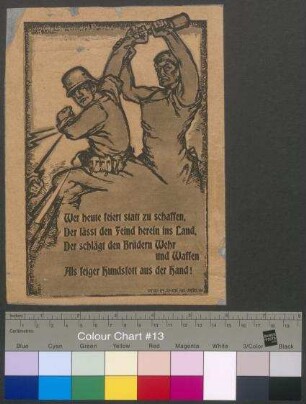 Wer heute feiert statt zu schaffen,
Der lässt den Feind herein ins Land,
Der schlägt den Brüdern Wehr
und Waffen
Als feiger Hundsfott aus der Hand!
Inches
Centimetres
Colour Chart #13
Blue
Cyan
Green
Yellow
Red
Magenta
White
3/Color
Black